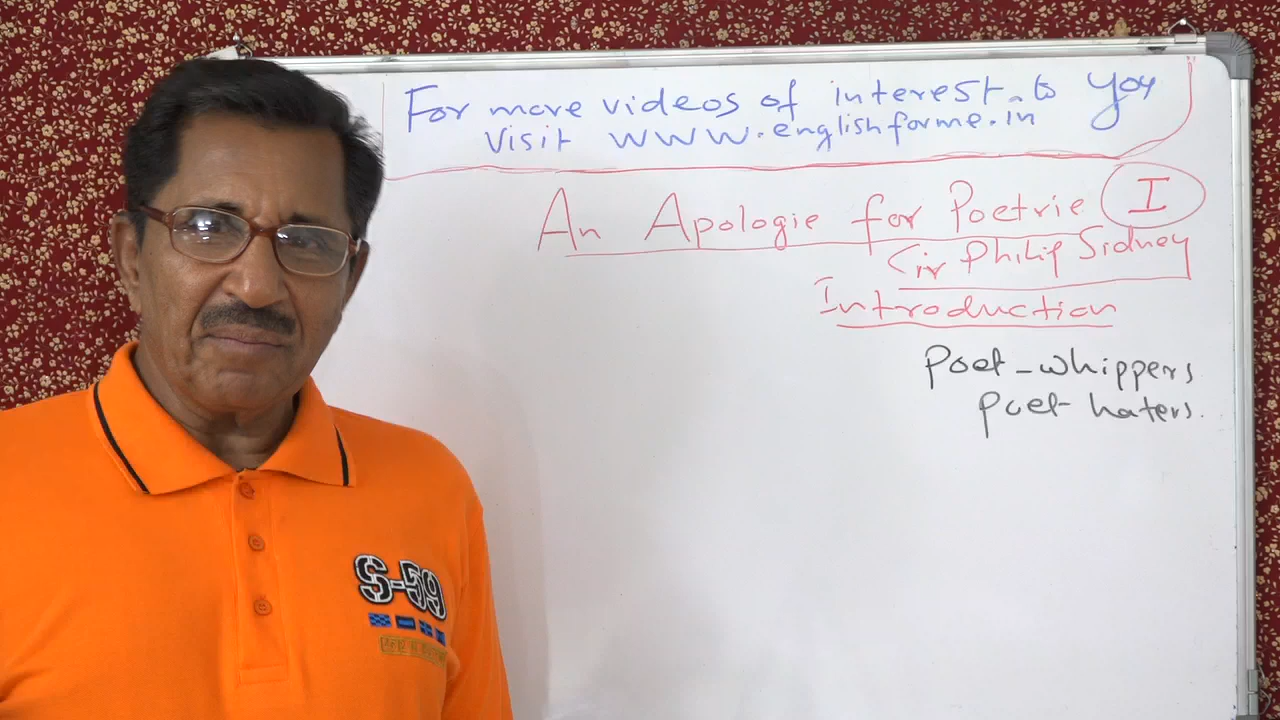 For more videos of interest to you
visit www.englishforme.in
An Apologie for Poetrie I
Sir Philip Sidney
Introduction
Poet-whippers
Poet haters.
S-59